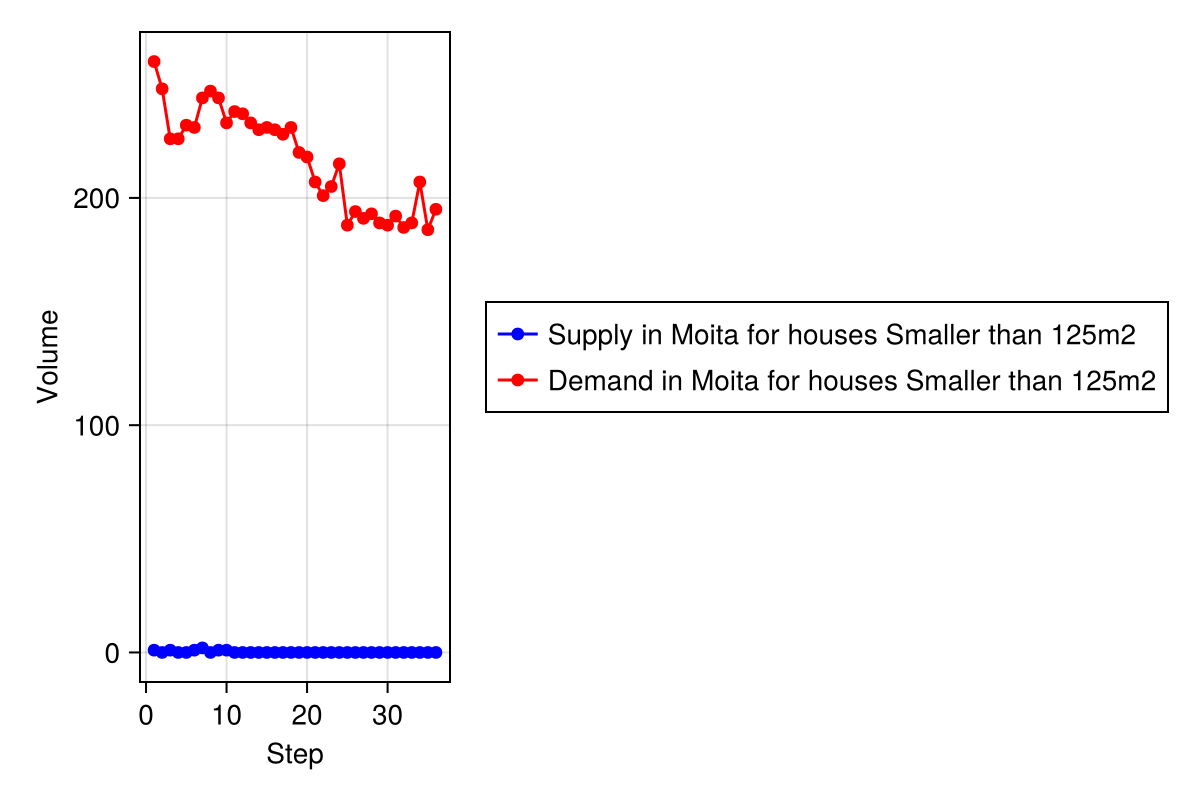 Volume
200
100
0
0 10 20 30
Step
Supply in Moita for houses Smaller than 125m2
Demand in Moita for houses Smaller than 125m2